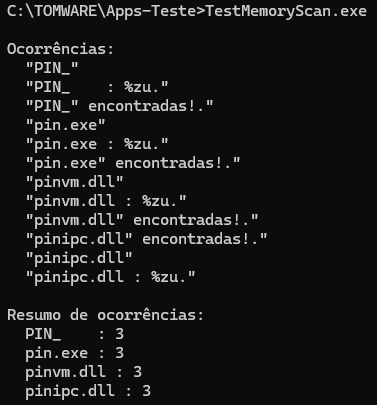 C:\TOMWARE\Apps-Teste>TestMemoryScan.exe
Ocorrências:
"PIN_"
"PIN_    : %zu."
"PIN_" encontradas!."
"pin.exe"
"pin.exe : %zu."
"pin.exe" encontradas!."
"pinvm.dll"
"pinvm.dll : %zu."
"pinvm.dll" encontradas!."
"pinipc.dll" encontradas!."
"pinipc.dll"
"pinipc.dll : %zu."
Resumo de ocorrências:
PIN_    : 3
pin.exe : 3
pinvm.dll : 3
pinipc.dll : 3